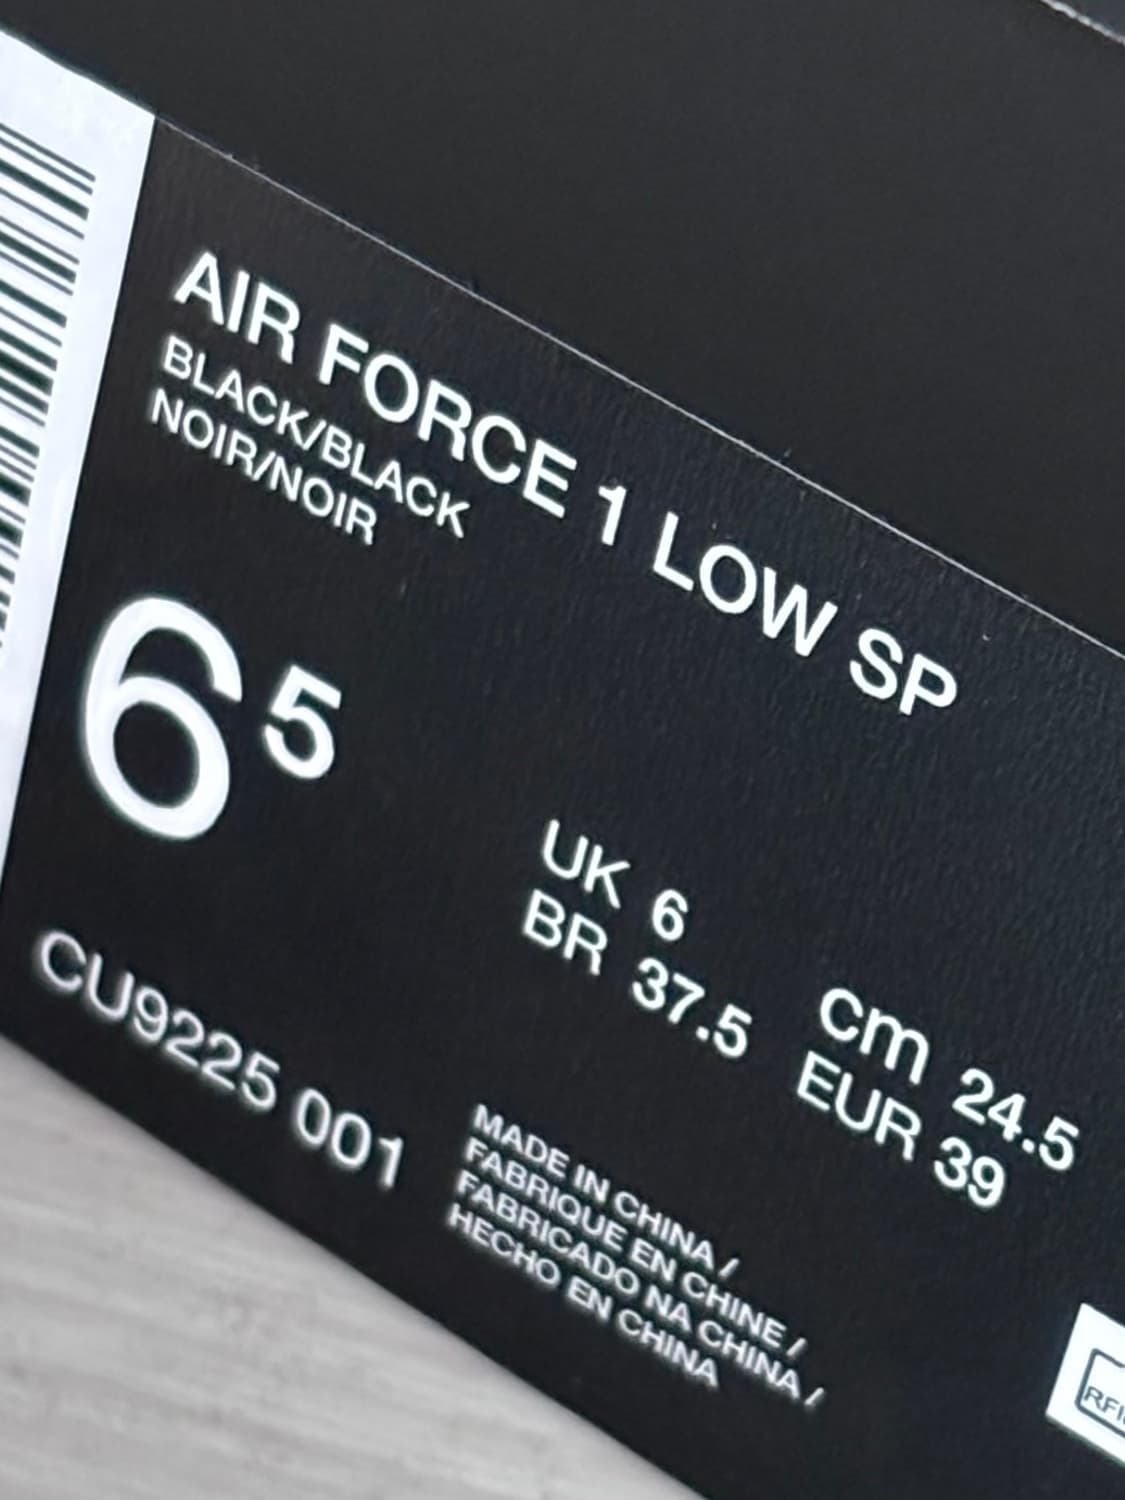 AIR FORCE 1 LOW SP
BLACK/BLACK
NOIR/NOIR
6 5
UK 6
BR 37.5
cm 24.5
EUR 39
CU9225 001
MADE IN CHINA /
FABRIQUE EN CHINE /
FABRICADO NA CHINA /
HECHO EN CHINA